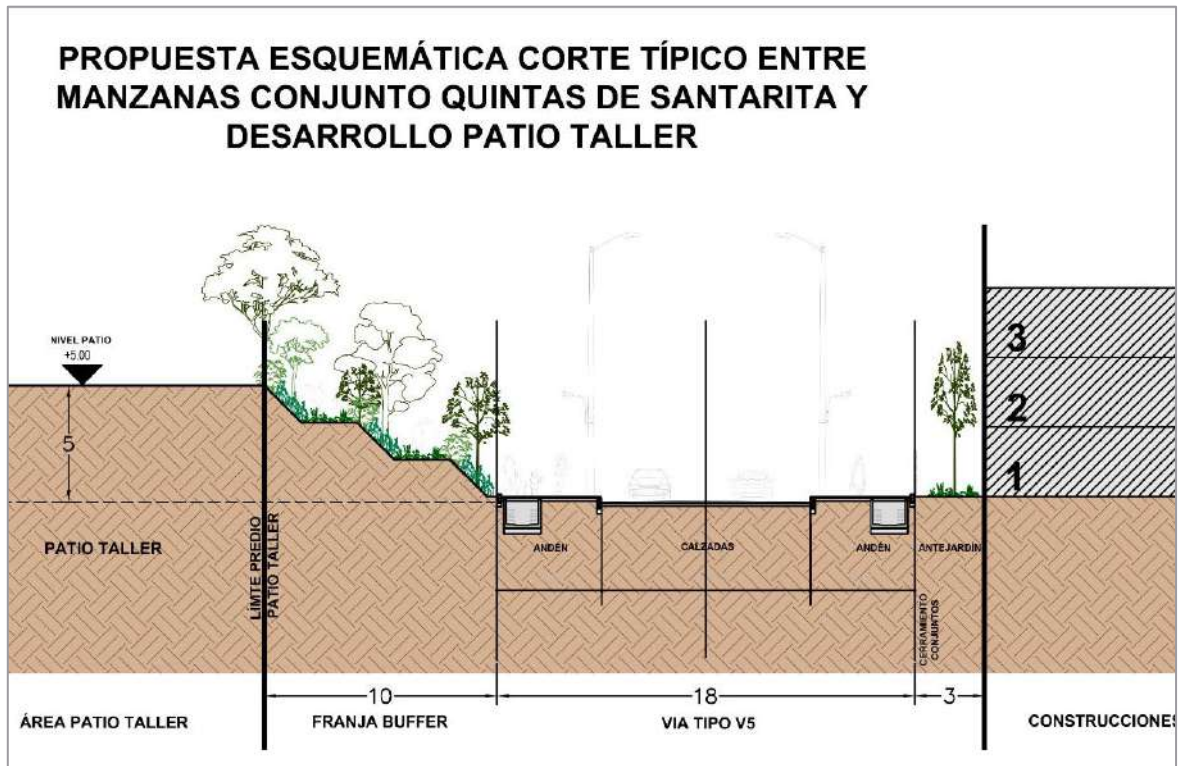 PROPUESTA ESQUEMÁTICA CORTE TÍPICO ENTRE
MANZANAS CONJUNTO QUINTAS DE SANTARITA Y
DESARROLLO PATIO TALLER
NIVEL PATIO
+5.00
5
3
2
1
PATIO TALLER
LÍMTE PREDIO
PATIO TALLER
ANDÉN
CALZADAS
ANDÉN
ANTEJARDÍN
CERRAMIENTO
CONJUNTOS
10
18
3
ÁREA PATIO TALLER
FRANJA BUFFER
VIA TIPO V5
CONSTRUCCIONES